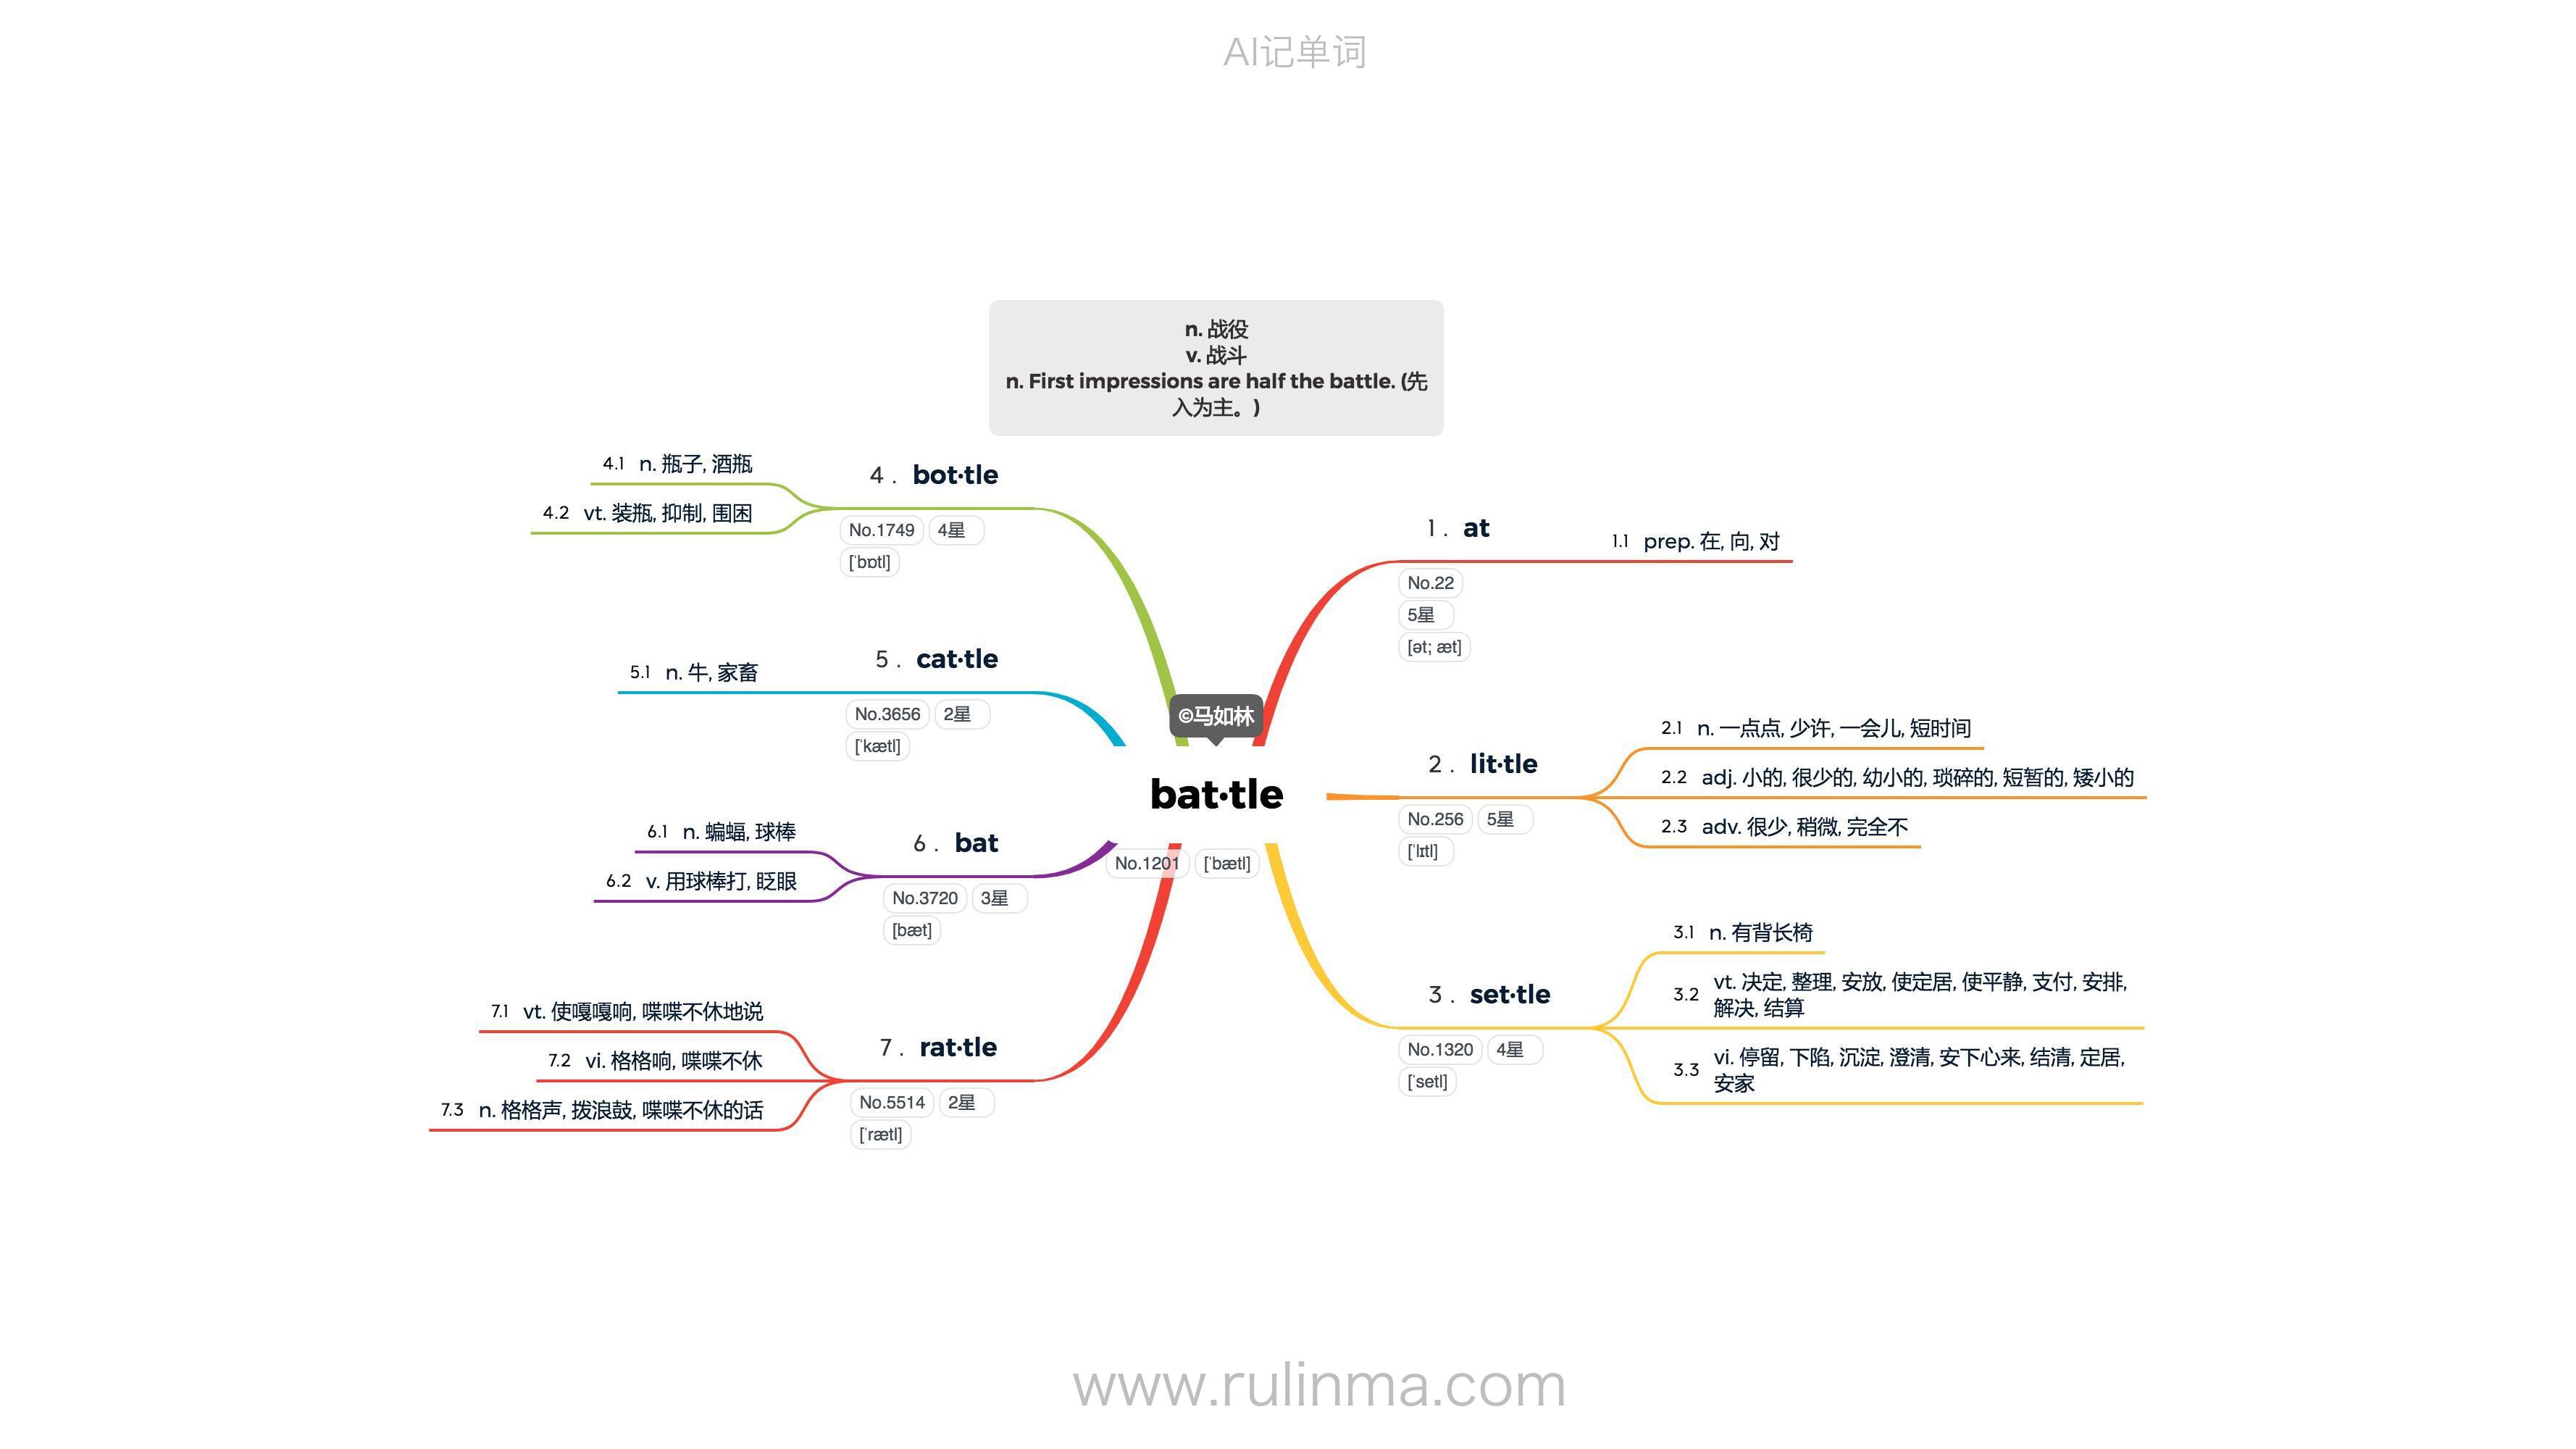 AI记单词
n. 战役
v. 战斗
n. First impressions are half the battle. (先
入为主。)
©马如林
bat·tle
No.1201 [ˈbætl]
1 . at
No.22
5星
[ət; æt]
1.1 prep. 在, 向, 对
2 . lit·tle
No.256 5星
[ˈlɪtl]
2.1 n. 一点点, 少许, 一会儿, 短时间
2.2 adj. 小的, 很少的, 幼小的, 琐碎的, 短暂的, 矮小的
2.3 adv. 很少, 稍微, 完全不
3 . set·tle
No.1320 4星
[ˈsetl]
3.1 n. 有背长椅
3.2 vt. 决定, 整理, 安放, 使定居, 使平静, 支付, 安排,
解决, 结算
3.3 vi. 停留, 下陷, 沉淀, 澄清, 安下心来, 结清, 定居,
安家
4 . bot·tle
No.1749 4星
[ˈbɒtl]
4.1 n. 瓶子, 酒瓶
4.2 vt. 装瓶, 抑制, 围困
5 . cat·tle
No.3656 2星
[ˈkætl]
5.1 n. 牛, 家畜
6 . bat
No.3720 3星
[bæt]
6.1 n. 蝙蝠, 球棒
6.2 v. 用球棒打, 眨眼
7 . rat·tle
No.5514 2星
[ˈrætl]
7.1 vt. 使嘎嘎响, 喋喋不休地说
7.2 vi. 格格响, 喋喋不休
7.3 n. 格格声, 拨浪鼓, 喋喋不休的话
www.rulinma.com